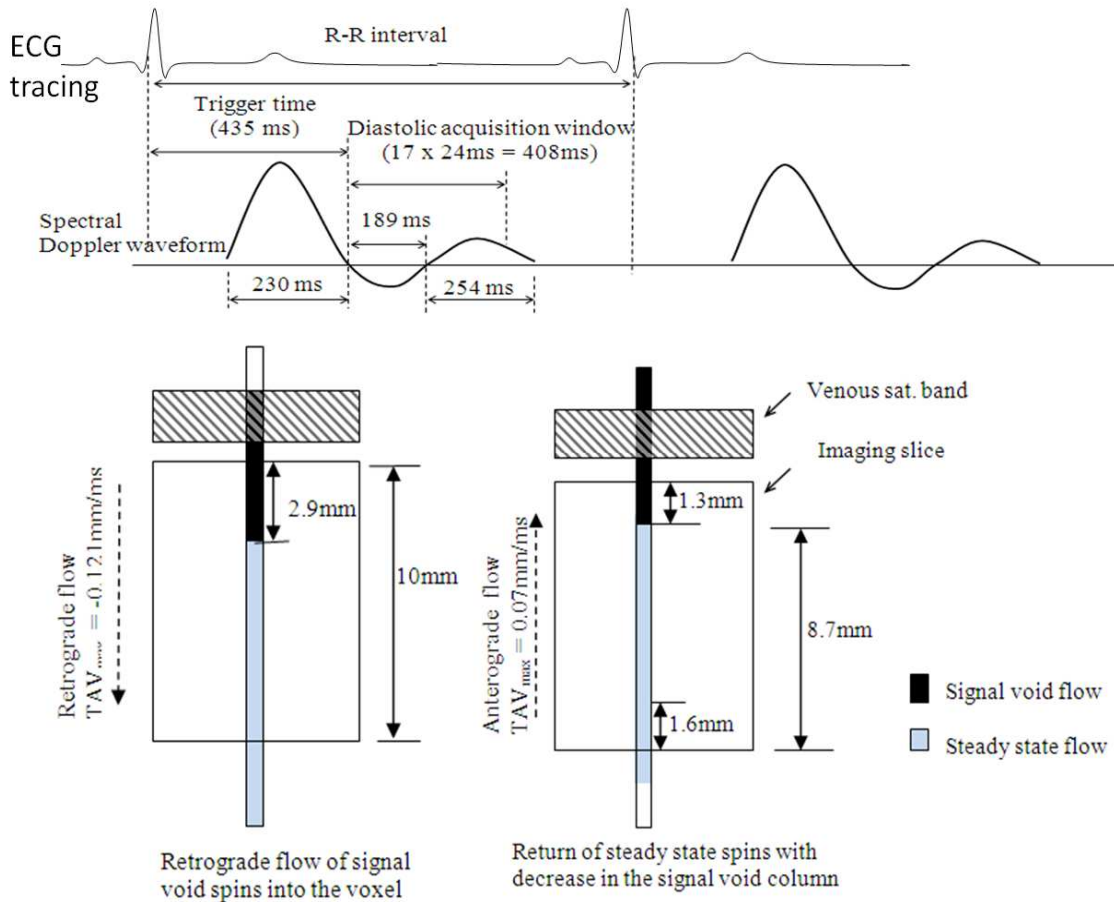 ECG
tracing
R-R interval
Trigger time
(435 ms)
Diastolic acquisition window
(17 x 24ms = 408ms)
189 ms
Spectral
Doppler waveform
230 ms
254 ms
Venous sat. band
Imaging slice
2.9mm
1.3mm
Retrograde flow
TAV = -0.121mm/ms
10mm
Anterograde flow
TAVmax = 0.07mm/ms
8.7mm
1.6mm
Signal void flow
Steady state flow
Retrograde flow of signal
void spins into the voxel
Return of steady state spins with
decrease in the signal void column